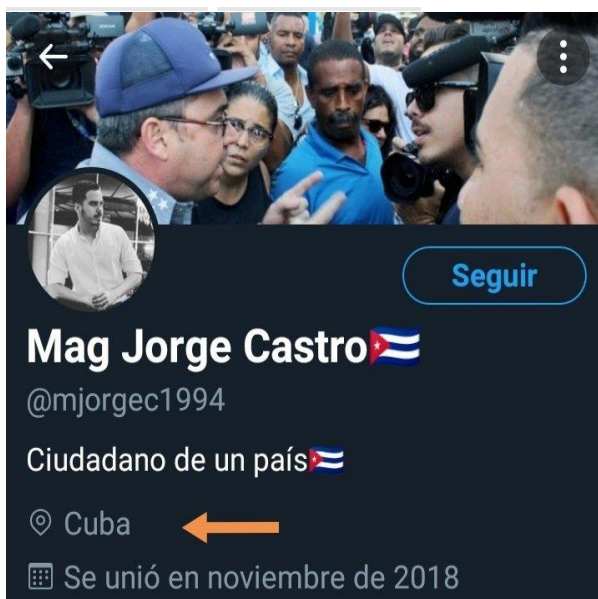 Seguir
Mag Jorge Castro🇨🇺
@mjorgec1994
Ciudadano de un país🇨🇺
Cuba
Se unió en noviembre de 2018